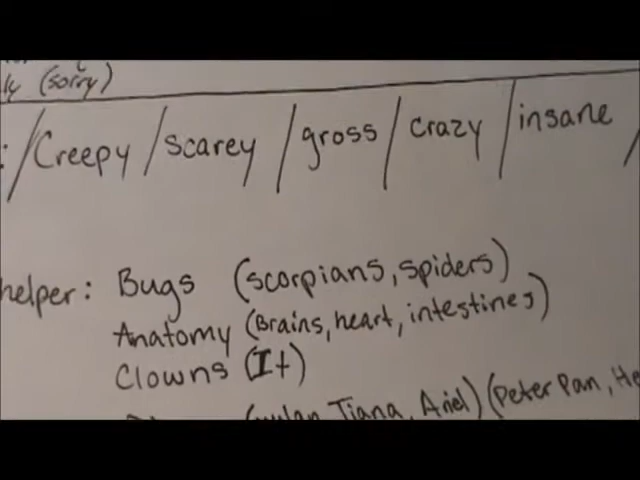 (sorry)
/Creepy /scarey /gross /crazy /insane /
helper: Bugs (scorpians, spiders)
Anatomy (Brains, heart, intestines)
Clowns (It)
Tiana, Ariel) (Peter Pan,